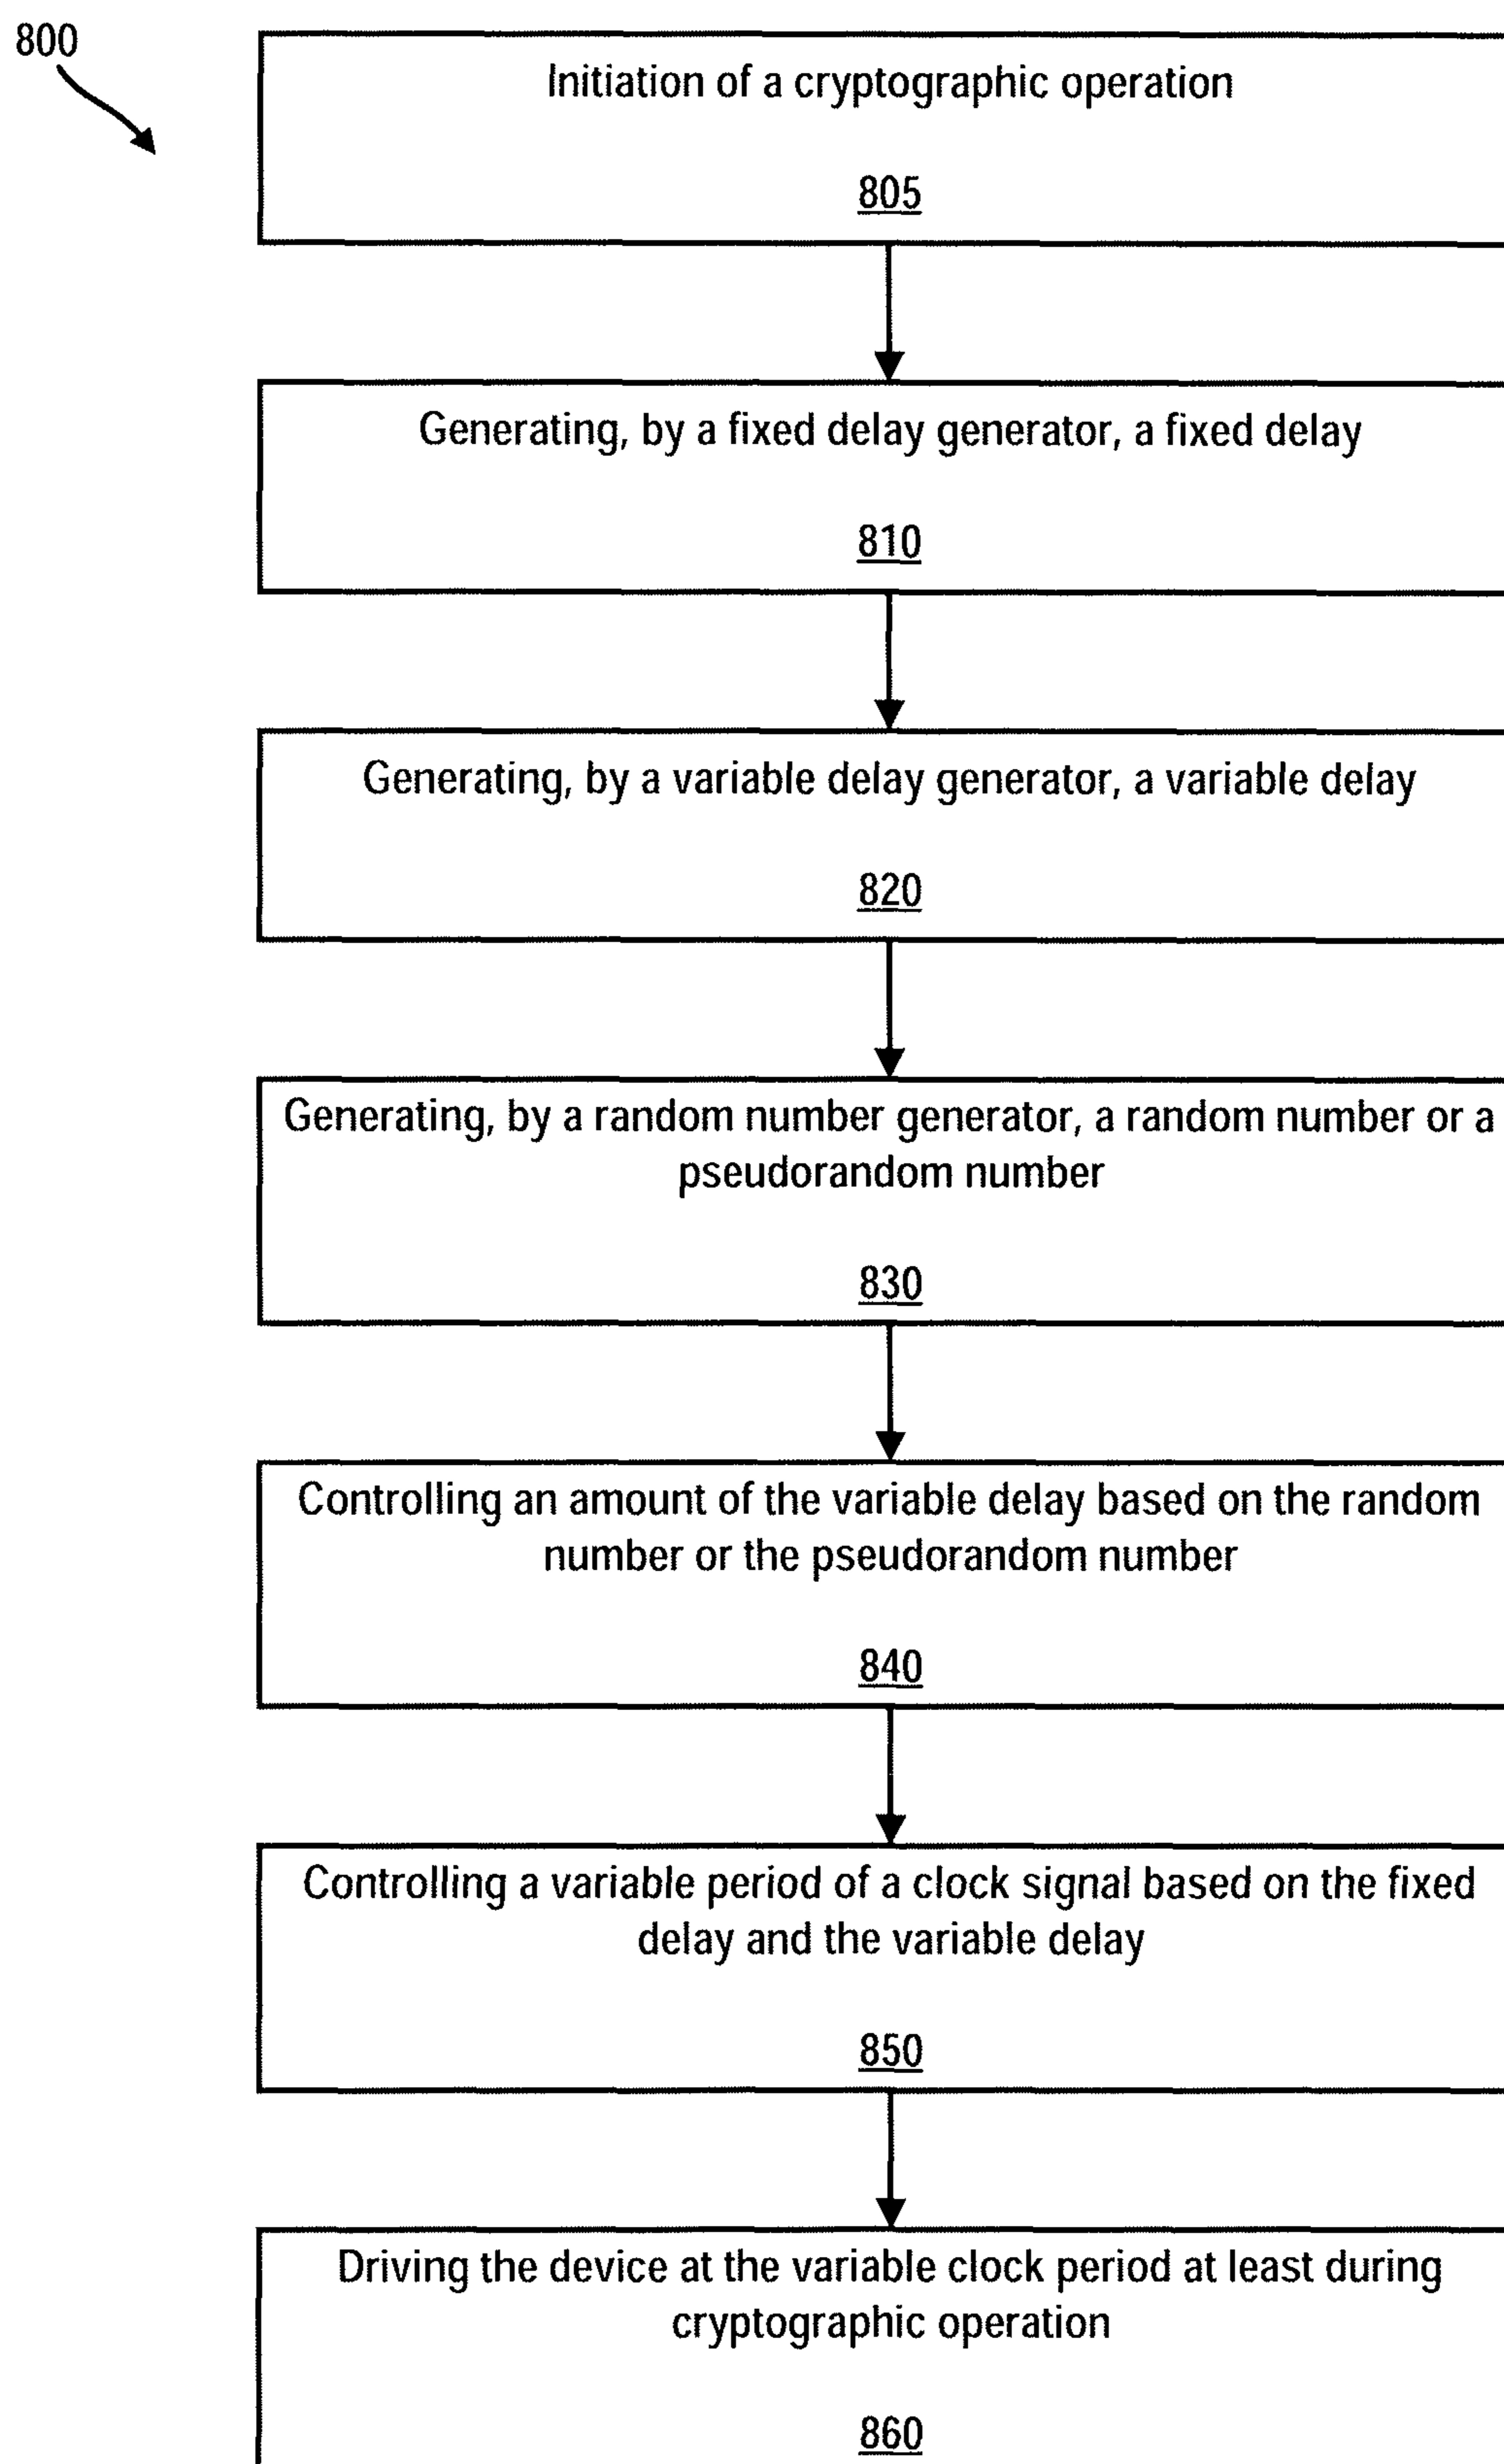 800
Initiation of a cryptographic operation
805
Generating, by a fixed delay generator, a fixed delay
810
Generating, by a variable delay generator, a variable delay
820
Generating, by a random number generator, a random number or a
pseudorandom number
830
Controlling an amount of the variable delay based on the random
number or the pseudorandom number
840
Controlling a variable period of a clock signal based on the fixed
delay and the variable delay
850
Driving the device at the variable clock period at least during
cryptographic operation
860